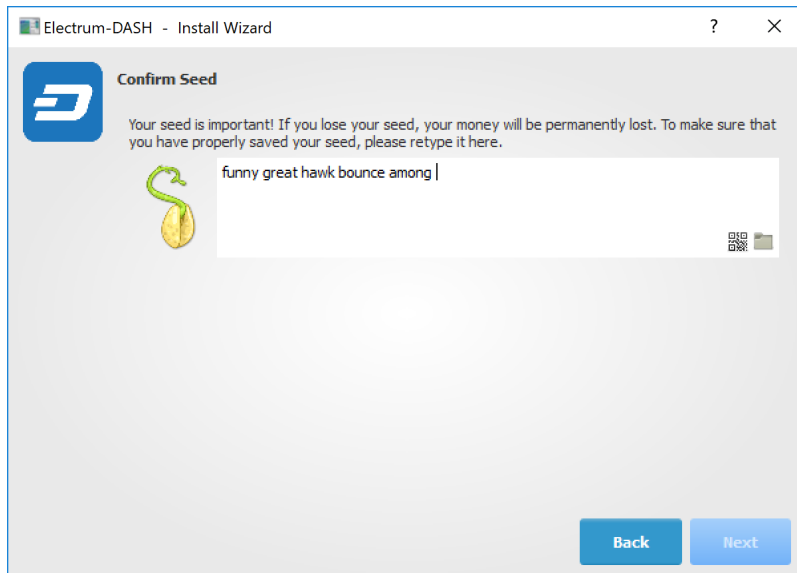 Electrum-DASH - Install Wizard
Confirm Seed
Your seed is important! If you lose your seed, your money will be permanently lost. To make sure that
you have properly saved your seed, please retype it here.
funny great hawk bounce among
Back
Next